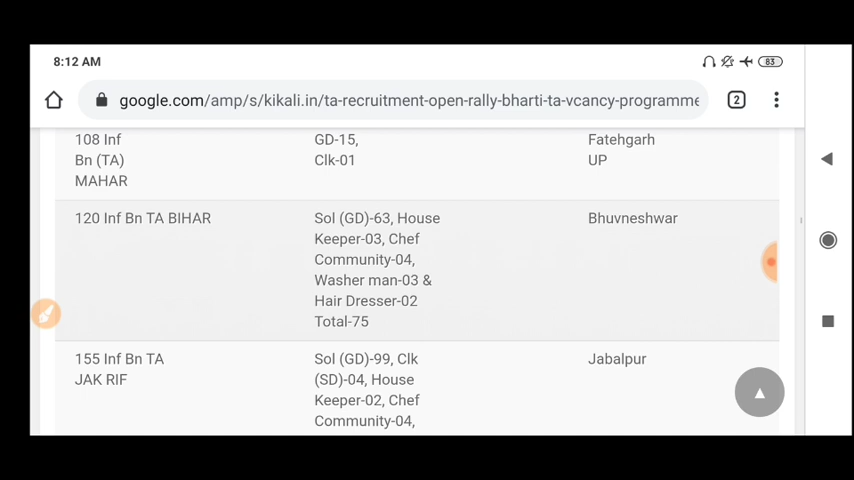 8:12 AM
83
google.com/amp/s/kikali.in/ta-recruitment-open-rally-bharti-ta-vcancy-programme
2
108 Inf
Bn (TA)
MAHAR
GD-15,
Clk-01
Fatehgarh
UP
120 Inf Bn TA BIHAR
Sol (GD)-63, House
Keeper-03, Chef
Community-04,
Washer man-03 &
Hair Dresser-02
Total-75
Bhuvneshwar
155 Inf Bn TA
JAK RIF
Sol (GD)-99, Clk
(SD)-04, House
Keeper-02, Chef
Community-04,
Jabalpur